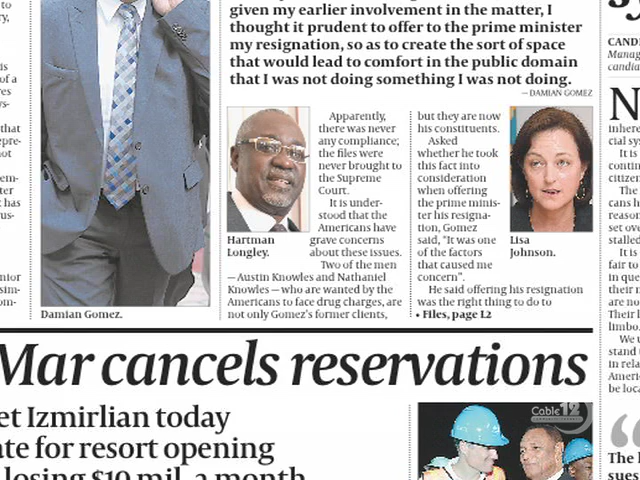 given my earlier involvement in the matter, I
thought it prudent to offer to the prime minister
my resignation, so as to create the sort of space
that would lead to comfort in the public domain
that I was not doing something I was not doing.
— DAMIAN GOMEZ
Apparently,
there was never
any compliance;
the files were
never brought to
the Supreme
Court.
It is under-
stood that the
Americans have
grave concerns
about these issues.
Two of the men
— Austin Knowles and Nathaniel
Knowles — who are wanted by the
Americans to face drug charges, are
not only Gomez's former clients,
Hartman
Longley.
but they are now
his constituents.
Asked
whether he took
this fact into
consideration
when offering
the prime minis-
ter his resigna-
tion, Gomez
said, "It was one
of the factors
that caused me
concern".
He said offering his resignation
was the right thing to do to
• Files, page L2
Lisa
Johnson.
Damian Gomez.
Mar cancels reservations
et Izmirlian today
ate for resort opening
losing $10 mil. a month
Cable 12